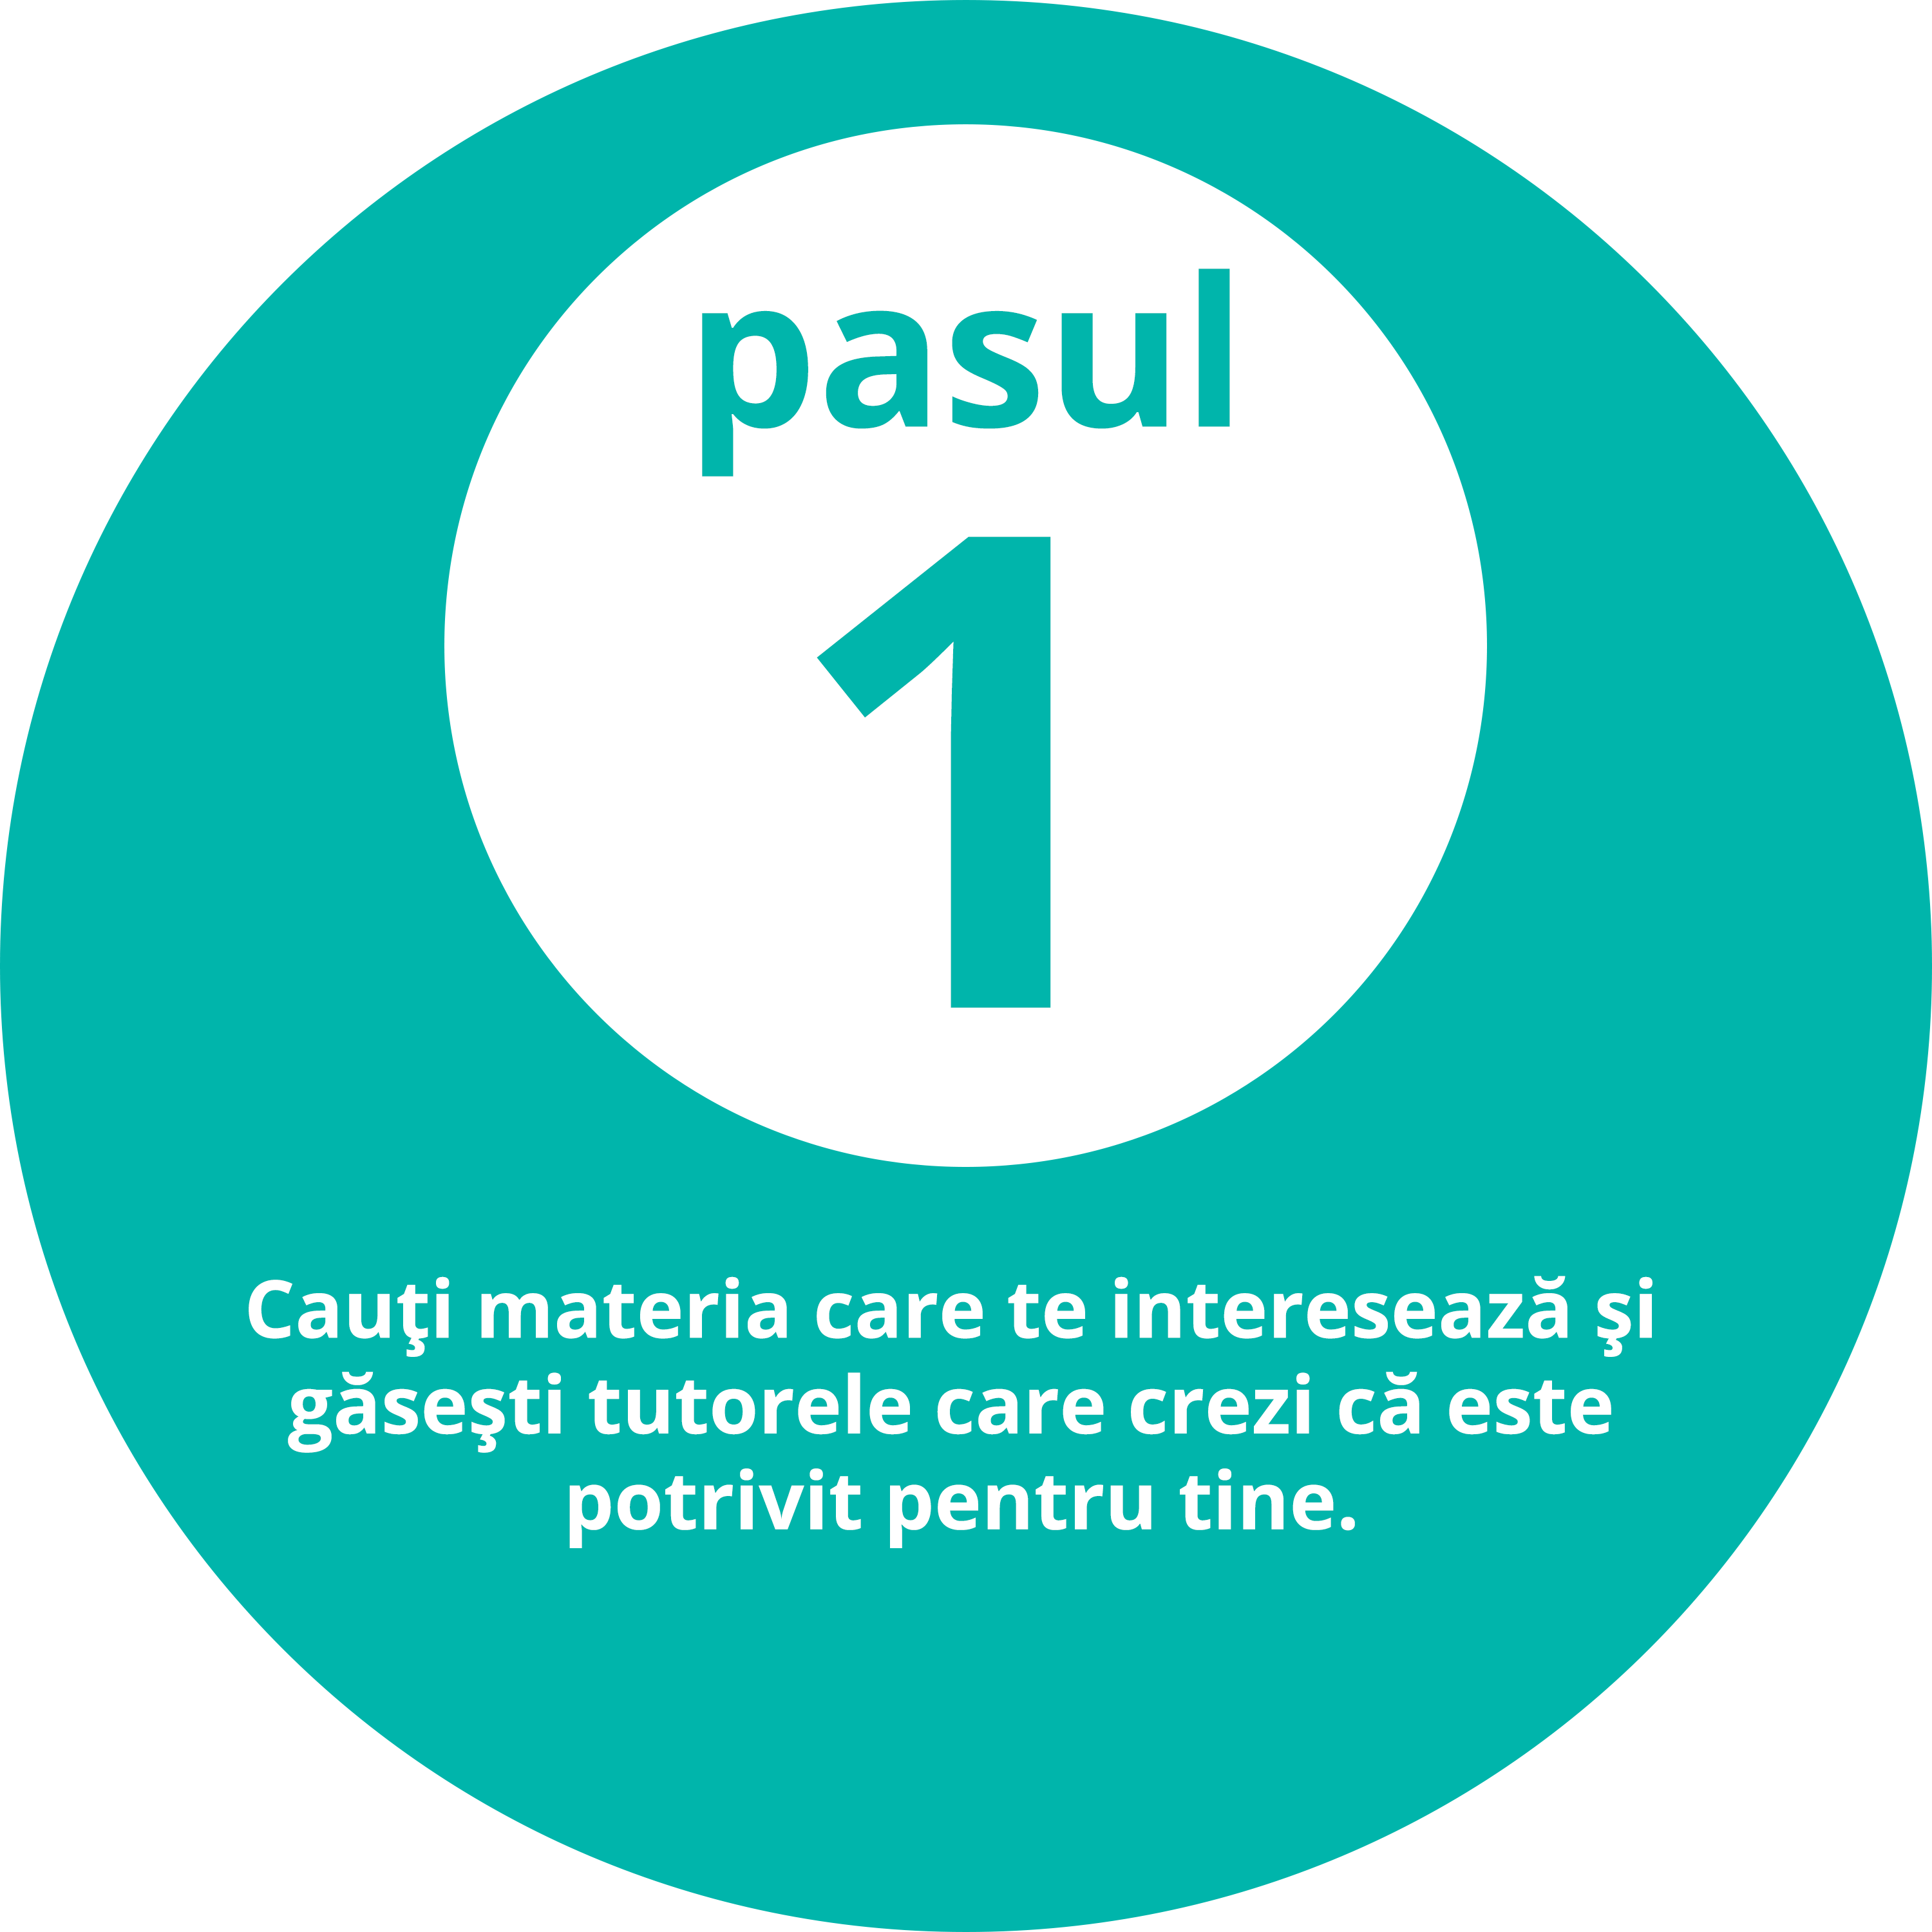 pasul
1
Cauţi materia care te interesează şi
găseşti tutorele care crezi că este
potrivit pentru tine.